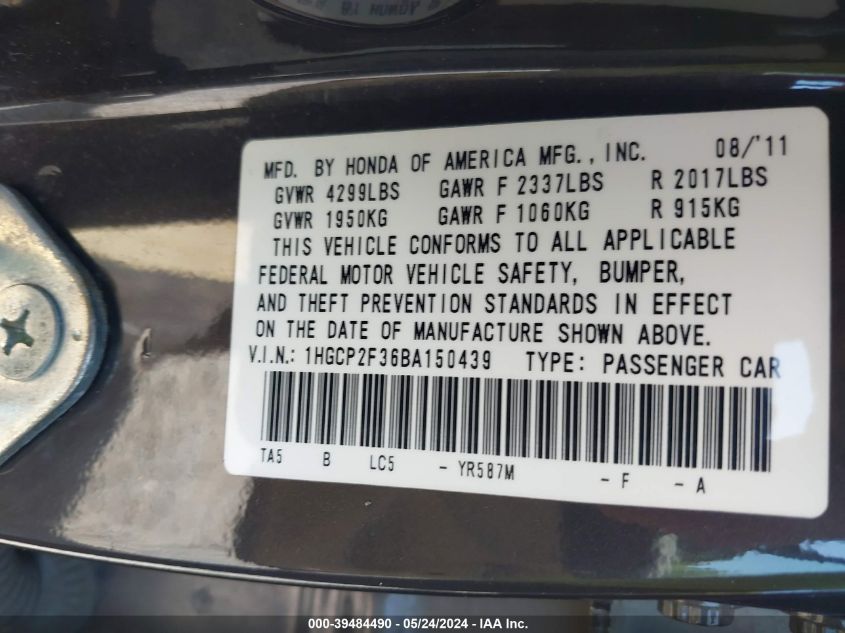 MFD. BY HONDA OF AMERICA MFG., INC. 08/'11
GVWR 4299LBS GAWR F 2337LBS R 2017LBS
GVWR 1950KG GAWR F 1060KG R 915KG
THIS VEHICLE CONFORMS TO ALL APPLICABLE
FEDERAL MOTOR VEHICLE SAFETY, BUMPER,
AND THEFT PREVENTION STANDARDS IN EFFECT
ON THE DATE OF MANUFACTURE SHOWN ABOVE.
V.I.N.: 1HGCP2F36BA150439 TYPE: PASSENGER CAR
TA5 B LC5 - YR587M - F - A
000-39484490 - 05/24/2024 - IAA Inc.